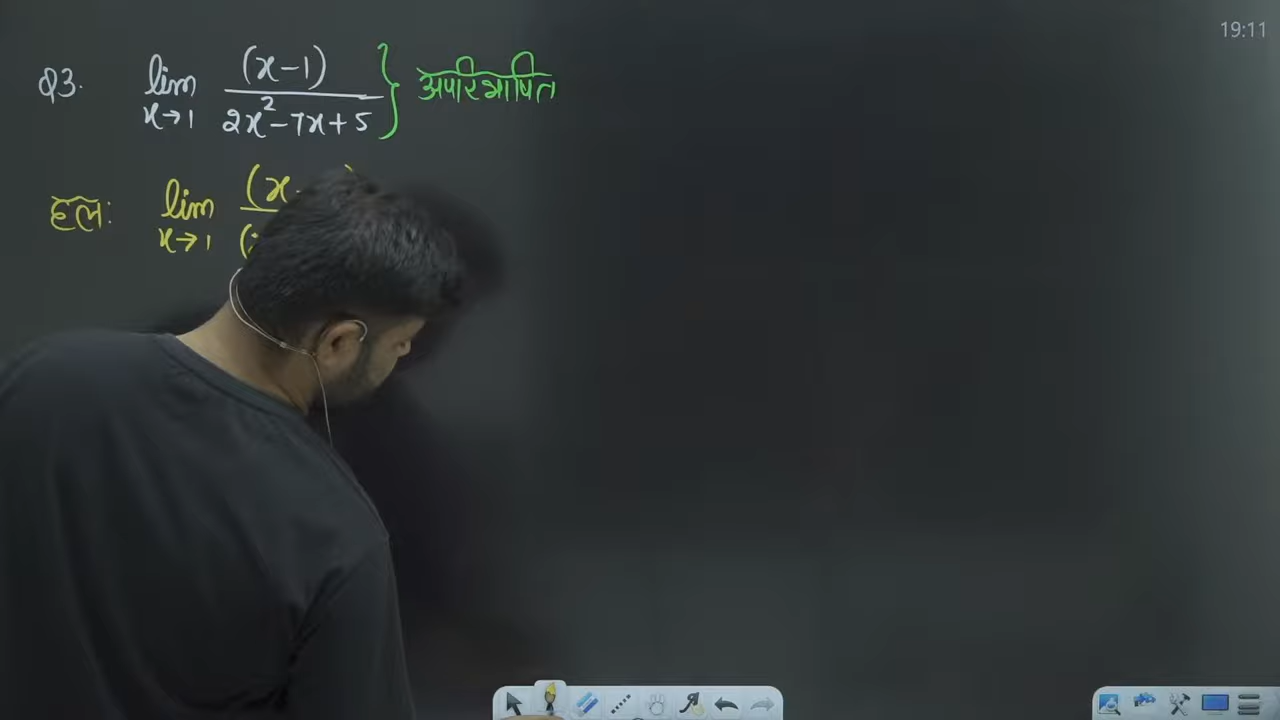 19:11
Q3. lim x→1 (x-1) / 2x²-7x+5 } अपरिभाषित
हल: lim x→1 (x-